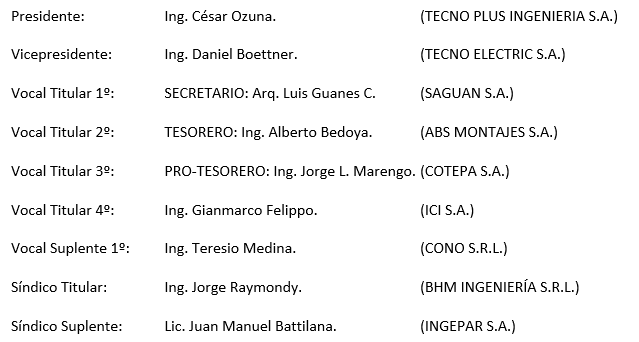 Presidente: Ing. César Ozuna. (TECNO PLUS INGENIERIA S.A.)
Vicepresidente: Ing. Daniel Boettner. (TECNO ELECTRIC S.A.)
Vocal Titular 1º: SECRETARIO: Arq. Luis Guanes C. (SAGUAN S.A.)
Vocal Titular 2º: TESORERO: Ing. Alberto Bedoya. (ABS MONTAJES S.A.)
Vocal Titular 3º: PRO-TESORERO: Ing. Jorge L. Marengo. (COTEPA S.A.)
Vocal Titular 4º: Ing. Gianmarco Felippo. (ICI S.A.)
Vocal Suplente 1º: Ing. Teresio Medina. (CONO S.R.L.)
Síndico Titular: Ing. Jorge Raymondy. (BHM INGENIERÍA S.R.L.)
Síndico Suplente: Lic. Juan Manuel Battilana. (INGEPAR S.A.)